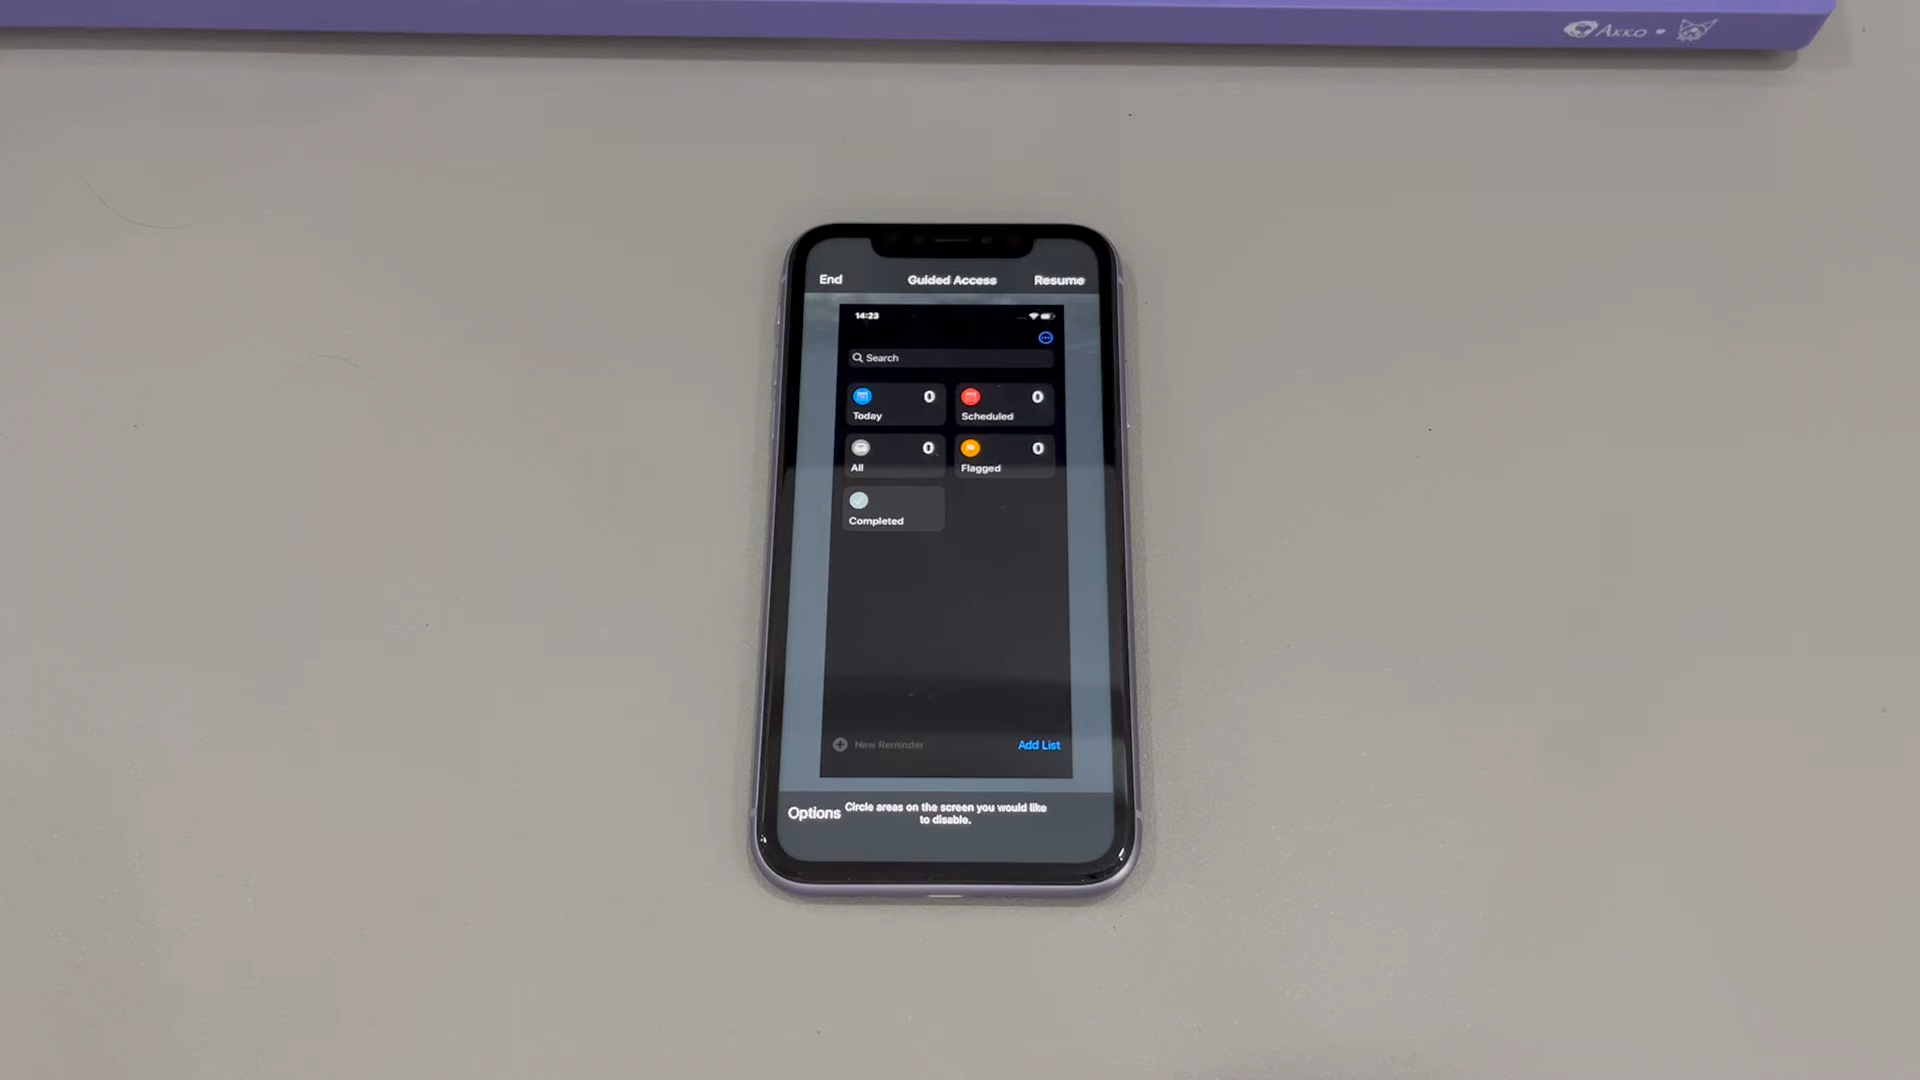 Akko
End Guided Access Resume
14:23
Search
0 0
Today Scheduled
0 0
All Flagged
Completed
New Reminder Add List
Options Circle areas on the screen you would like
to disable.